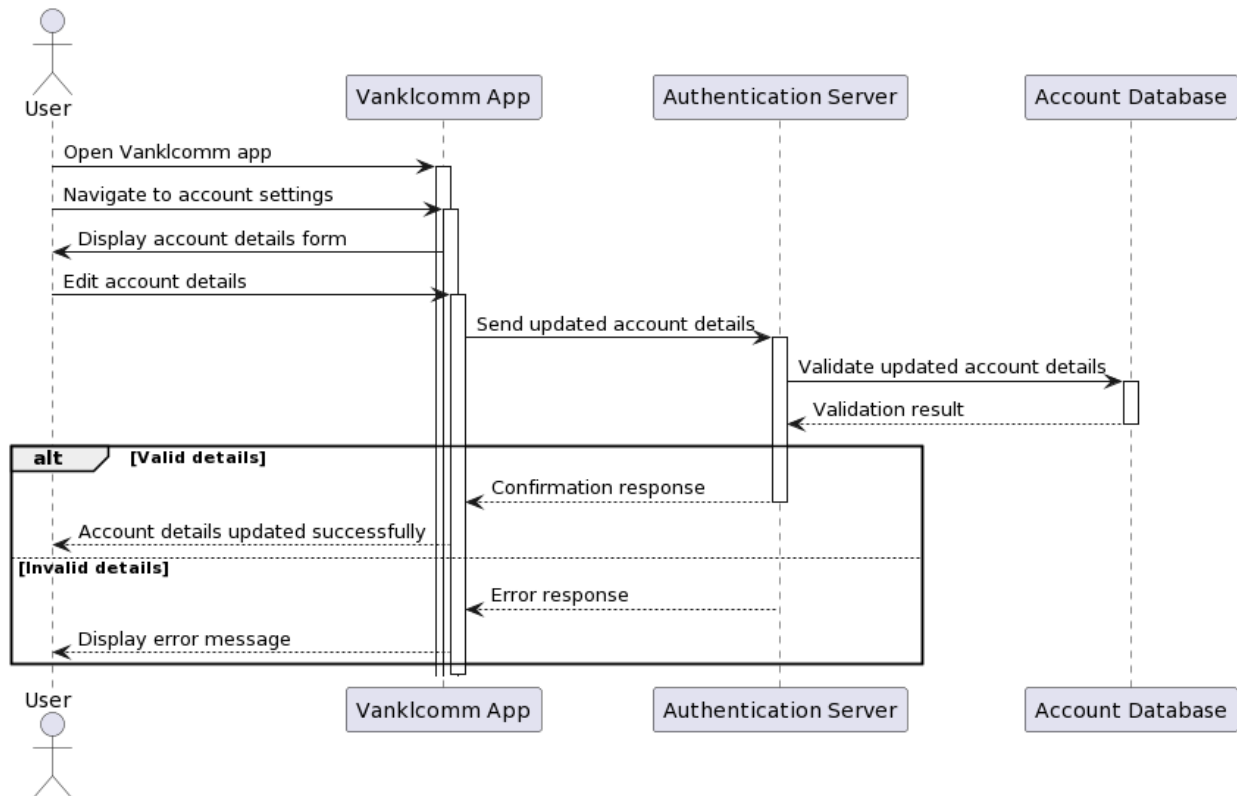 User
Vanklcomm App
Authentication Server
Account Database
Open Vanklcomm app
Navigate to account settings
Display account details form
Edit account details
Send updated account details
Validate updated account details
Validation result
alt [Valid details]
Confirmation response
Account details updated successfully
[Invalid details]
Error response
Display error message
User
Vanklcomm App
Authentication Server
Account Database